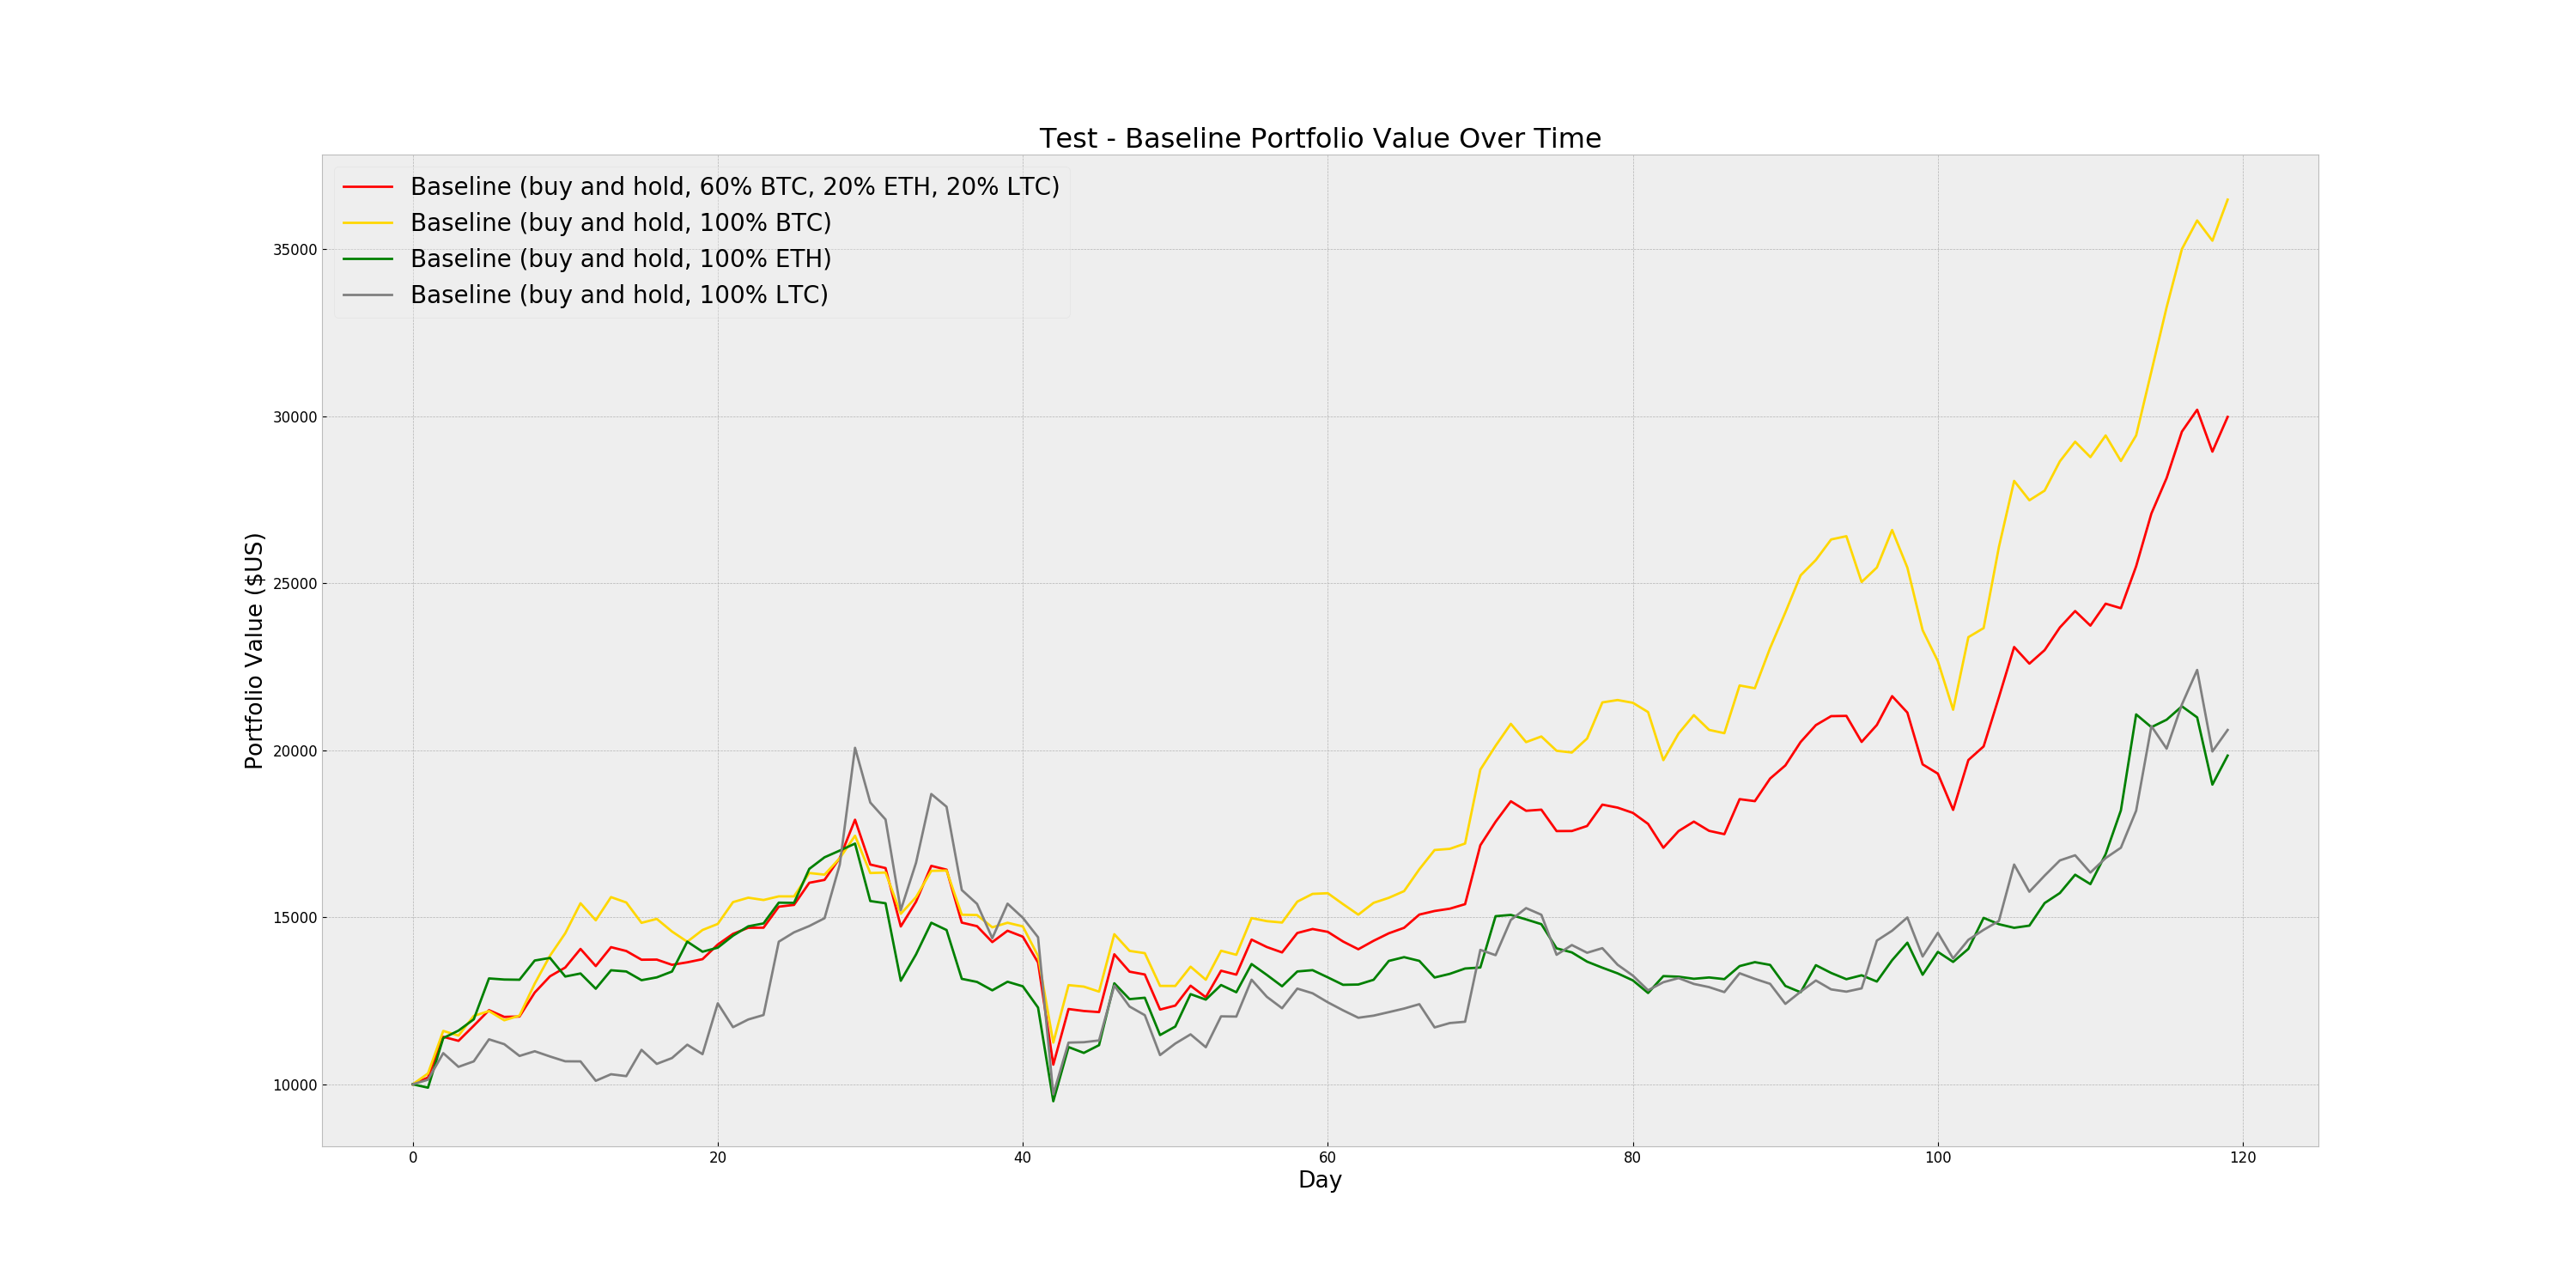 Test - Baseline Portfolio Value Over Time
Baseline (buy and hold, 60% BTC, 20% ETH, 20% LTC)
Baseline (buy and hold, 100% BTC)
Baseline (buy and hold, 100% ETH)
Baseline (buy and hold, 100% LTC)
Portfolio Value ($US)
35000
30000
25000
20000
15000
10000
0 20 40 60 80 100 120
Day